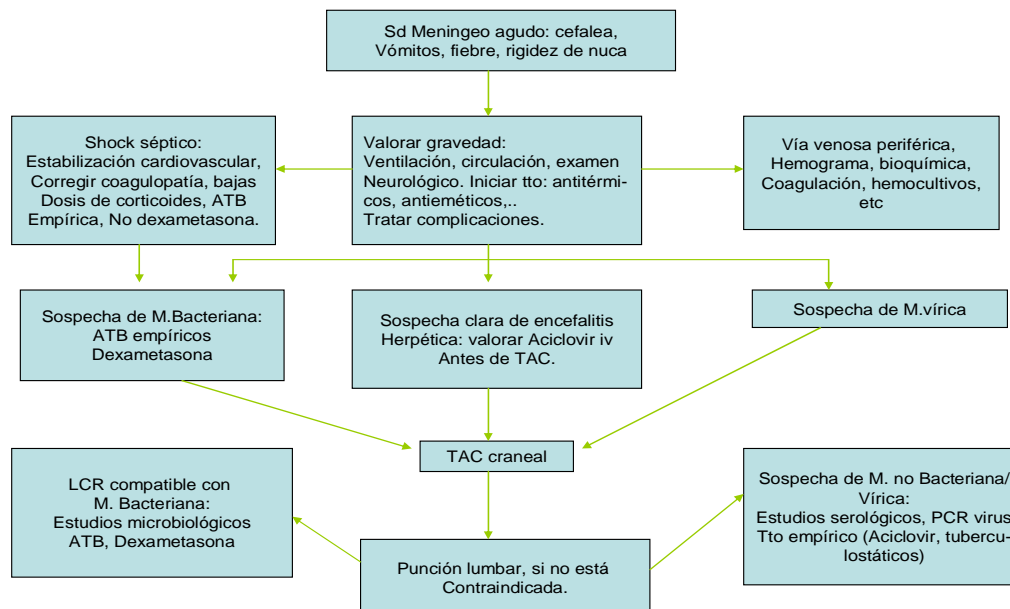 Sd Meningeo agudo: cefalea,
Vómitos, fiebre, rigidez de nuca
Shock séptico:
Estabilización cardiovascular,
Corregir coagulopatía, bajas
Dosis de corticoides, ATB
Empírica, No dexametasona.
Valorar gravedad:
Ventilación, circulación, examen
Neurológico. Iniciar tto: antitérmi-
cos, antieméticos,..
Tratar complicaciones.
Vía venosa periférica,
Hemograma, bioquímica,
Coagulación, hemocultivos,
etc
Sospecha de M.Bacteriana:
ATB empíricos
Dexametasona
Sospecha clara de encefalitis
Herpética: valorar Aciclovir iv
Antes de TAC.
Sospecha de M.vírica
TAC craneal
LCR compatible con
M. Bacteriana:
Estudios microbiológicos
ATB, Dexametasona
Punción lumbar, si no está
Contraindicada.
Sospecha de M. no Bacteriana/
Vírica:
Estudios serológicos, PCR virus
Tto empírico (Aciclovir, tubercu-
lostáticos)